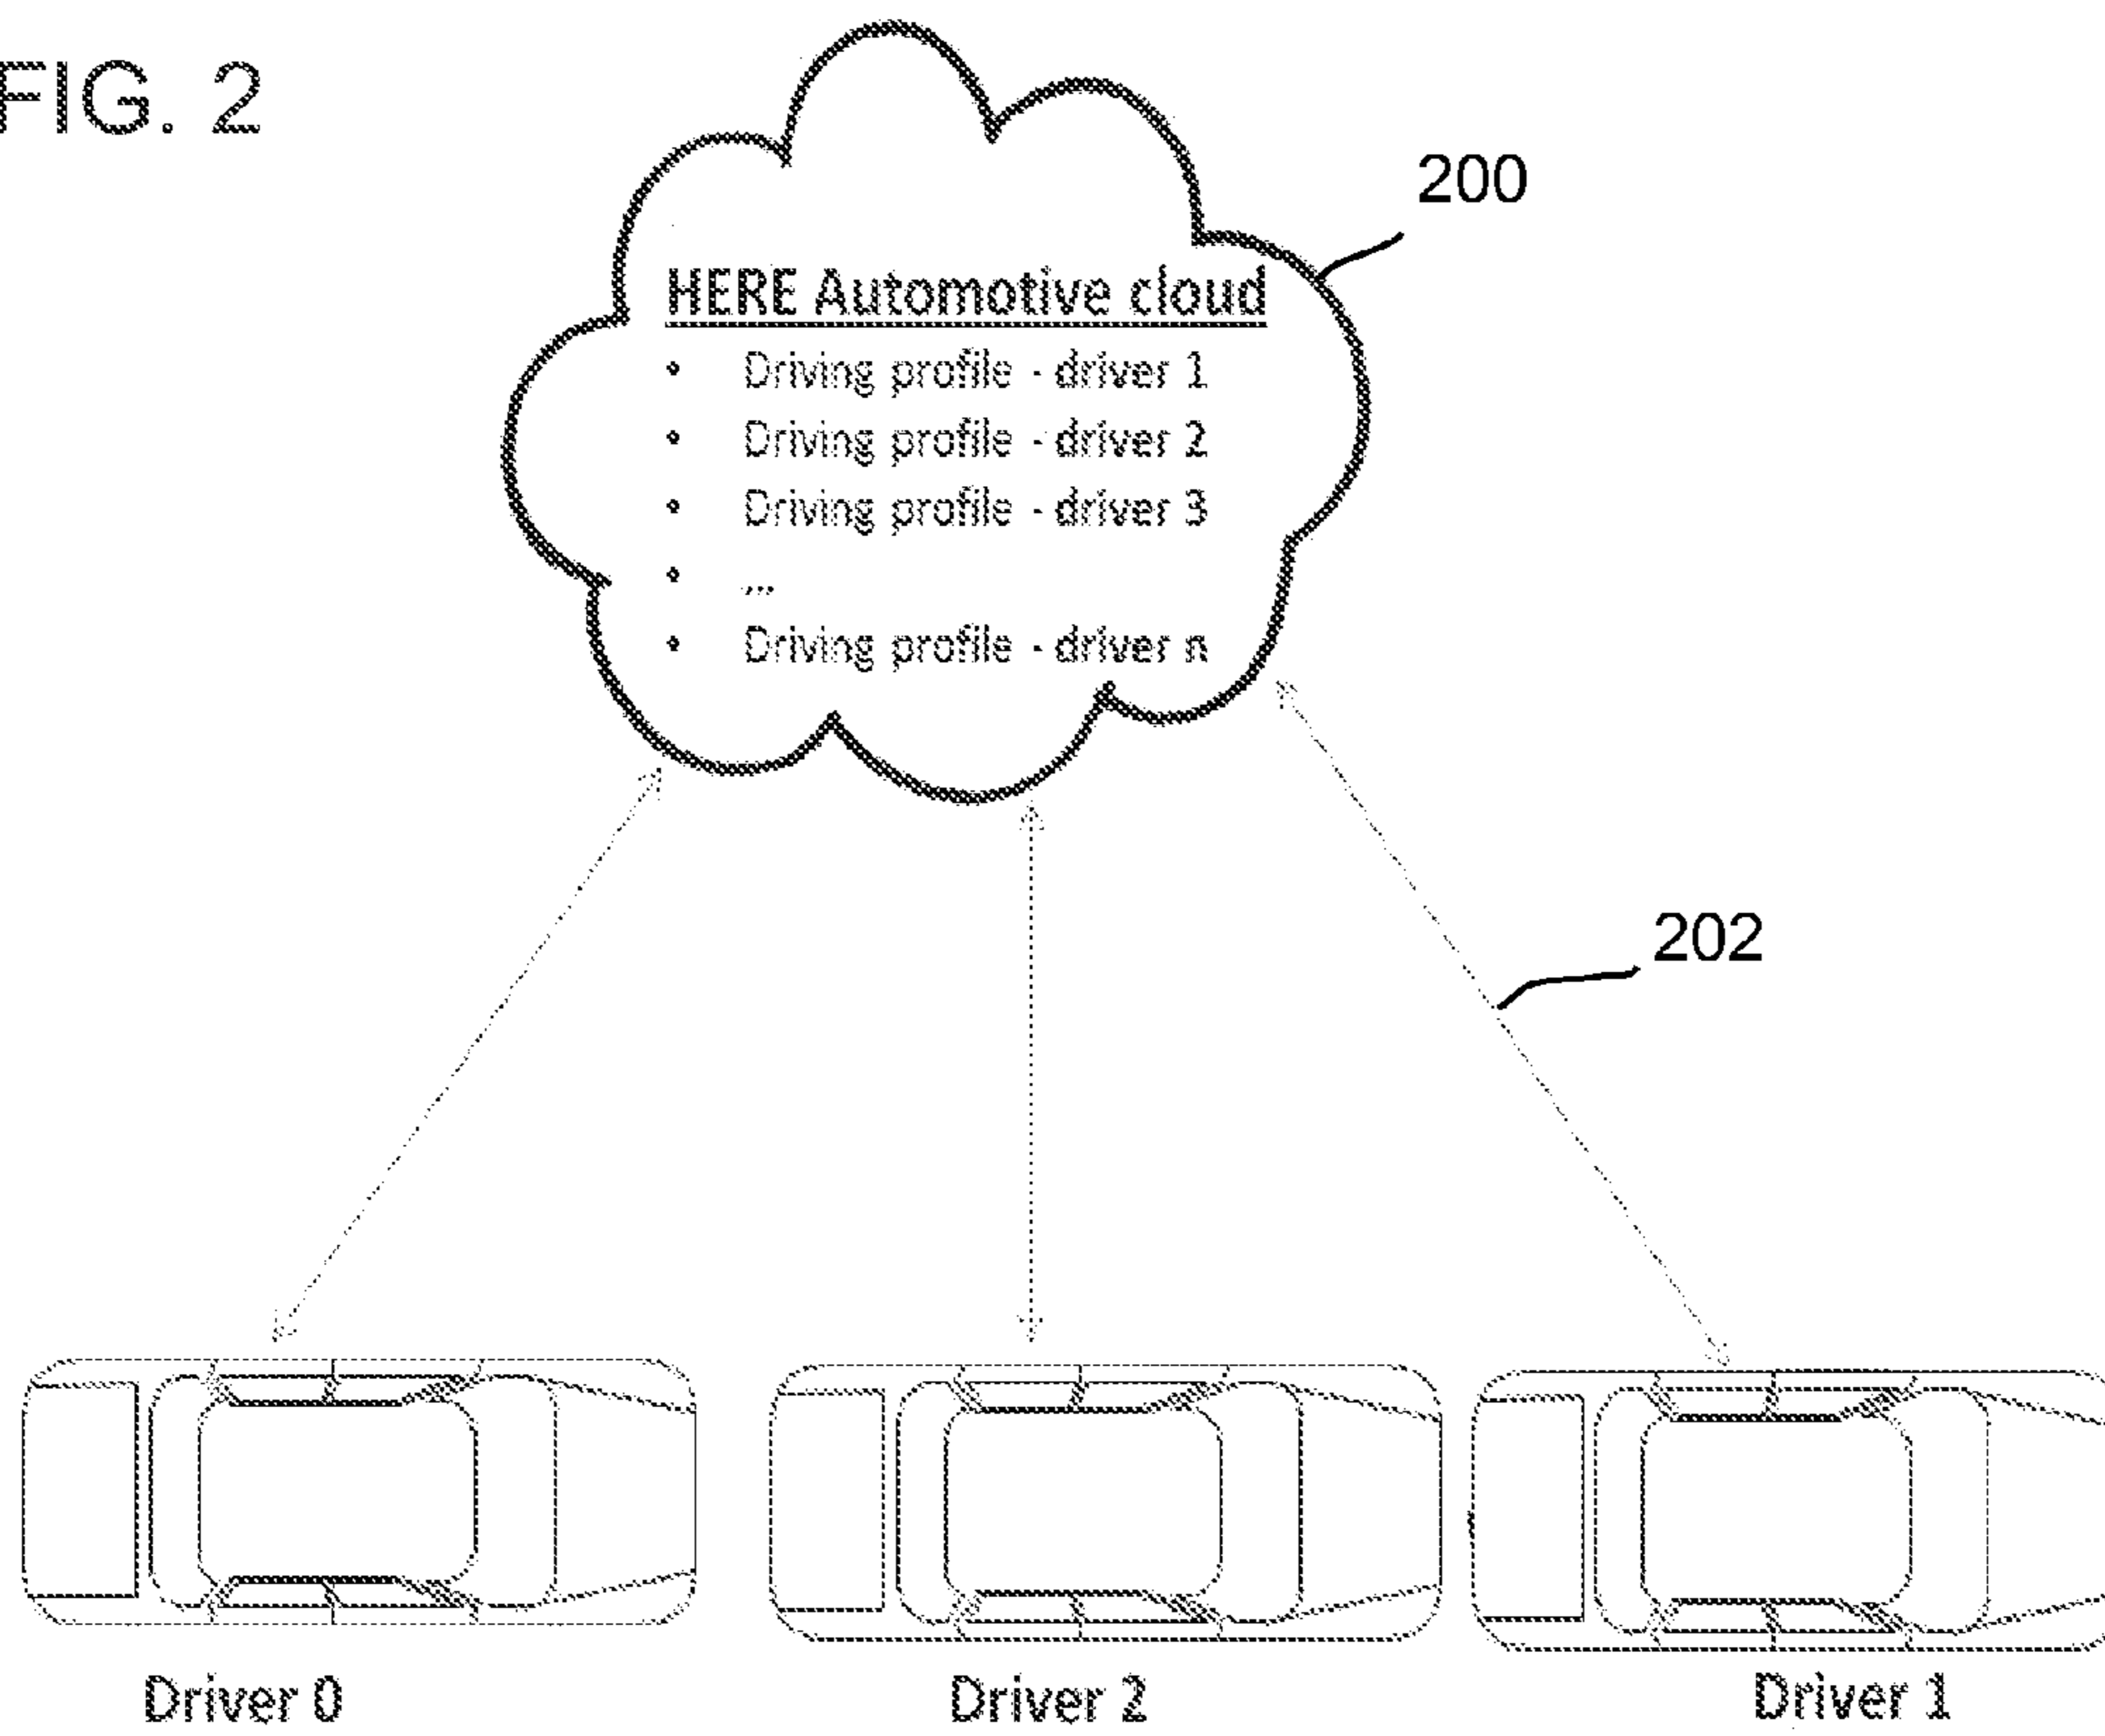 FIG. 2
200
HERE Automotive cloud
• Driving profile - driver 1
• Driving profile - driver 2
• Driving profile - driver 3
• ...
• Driving profile - driver n
202
Driver 0
Driver 2
Driver 1